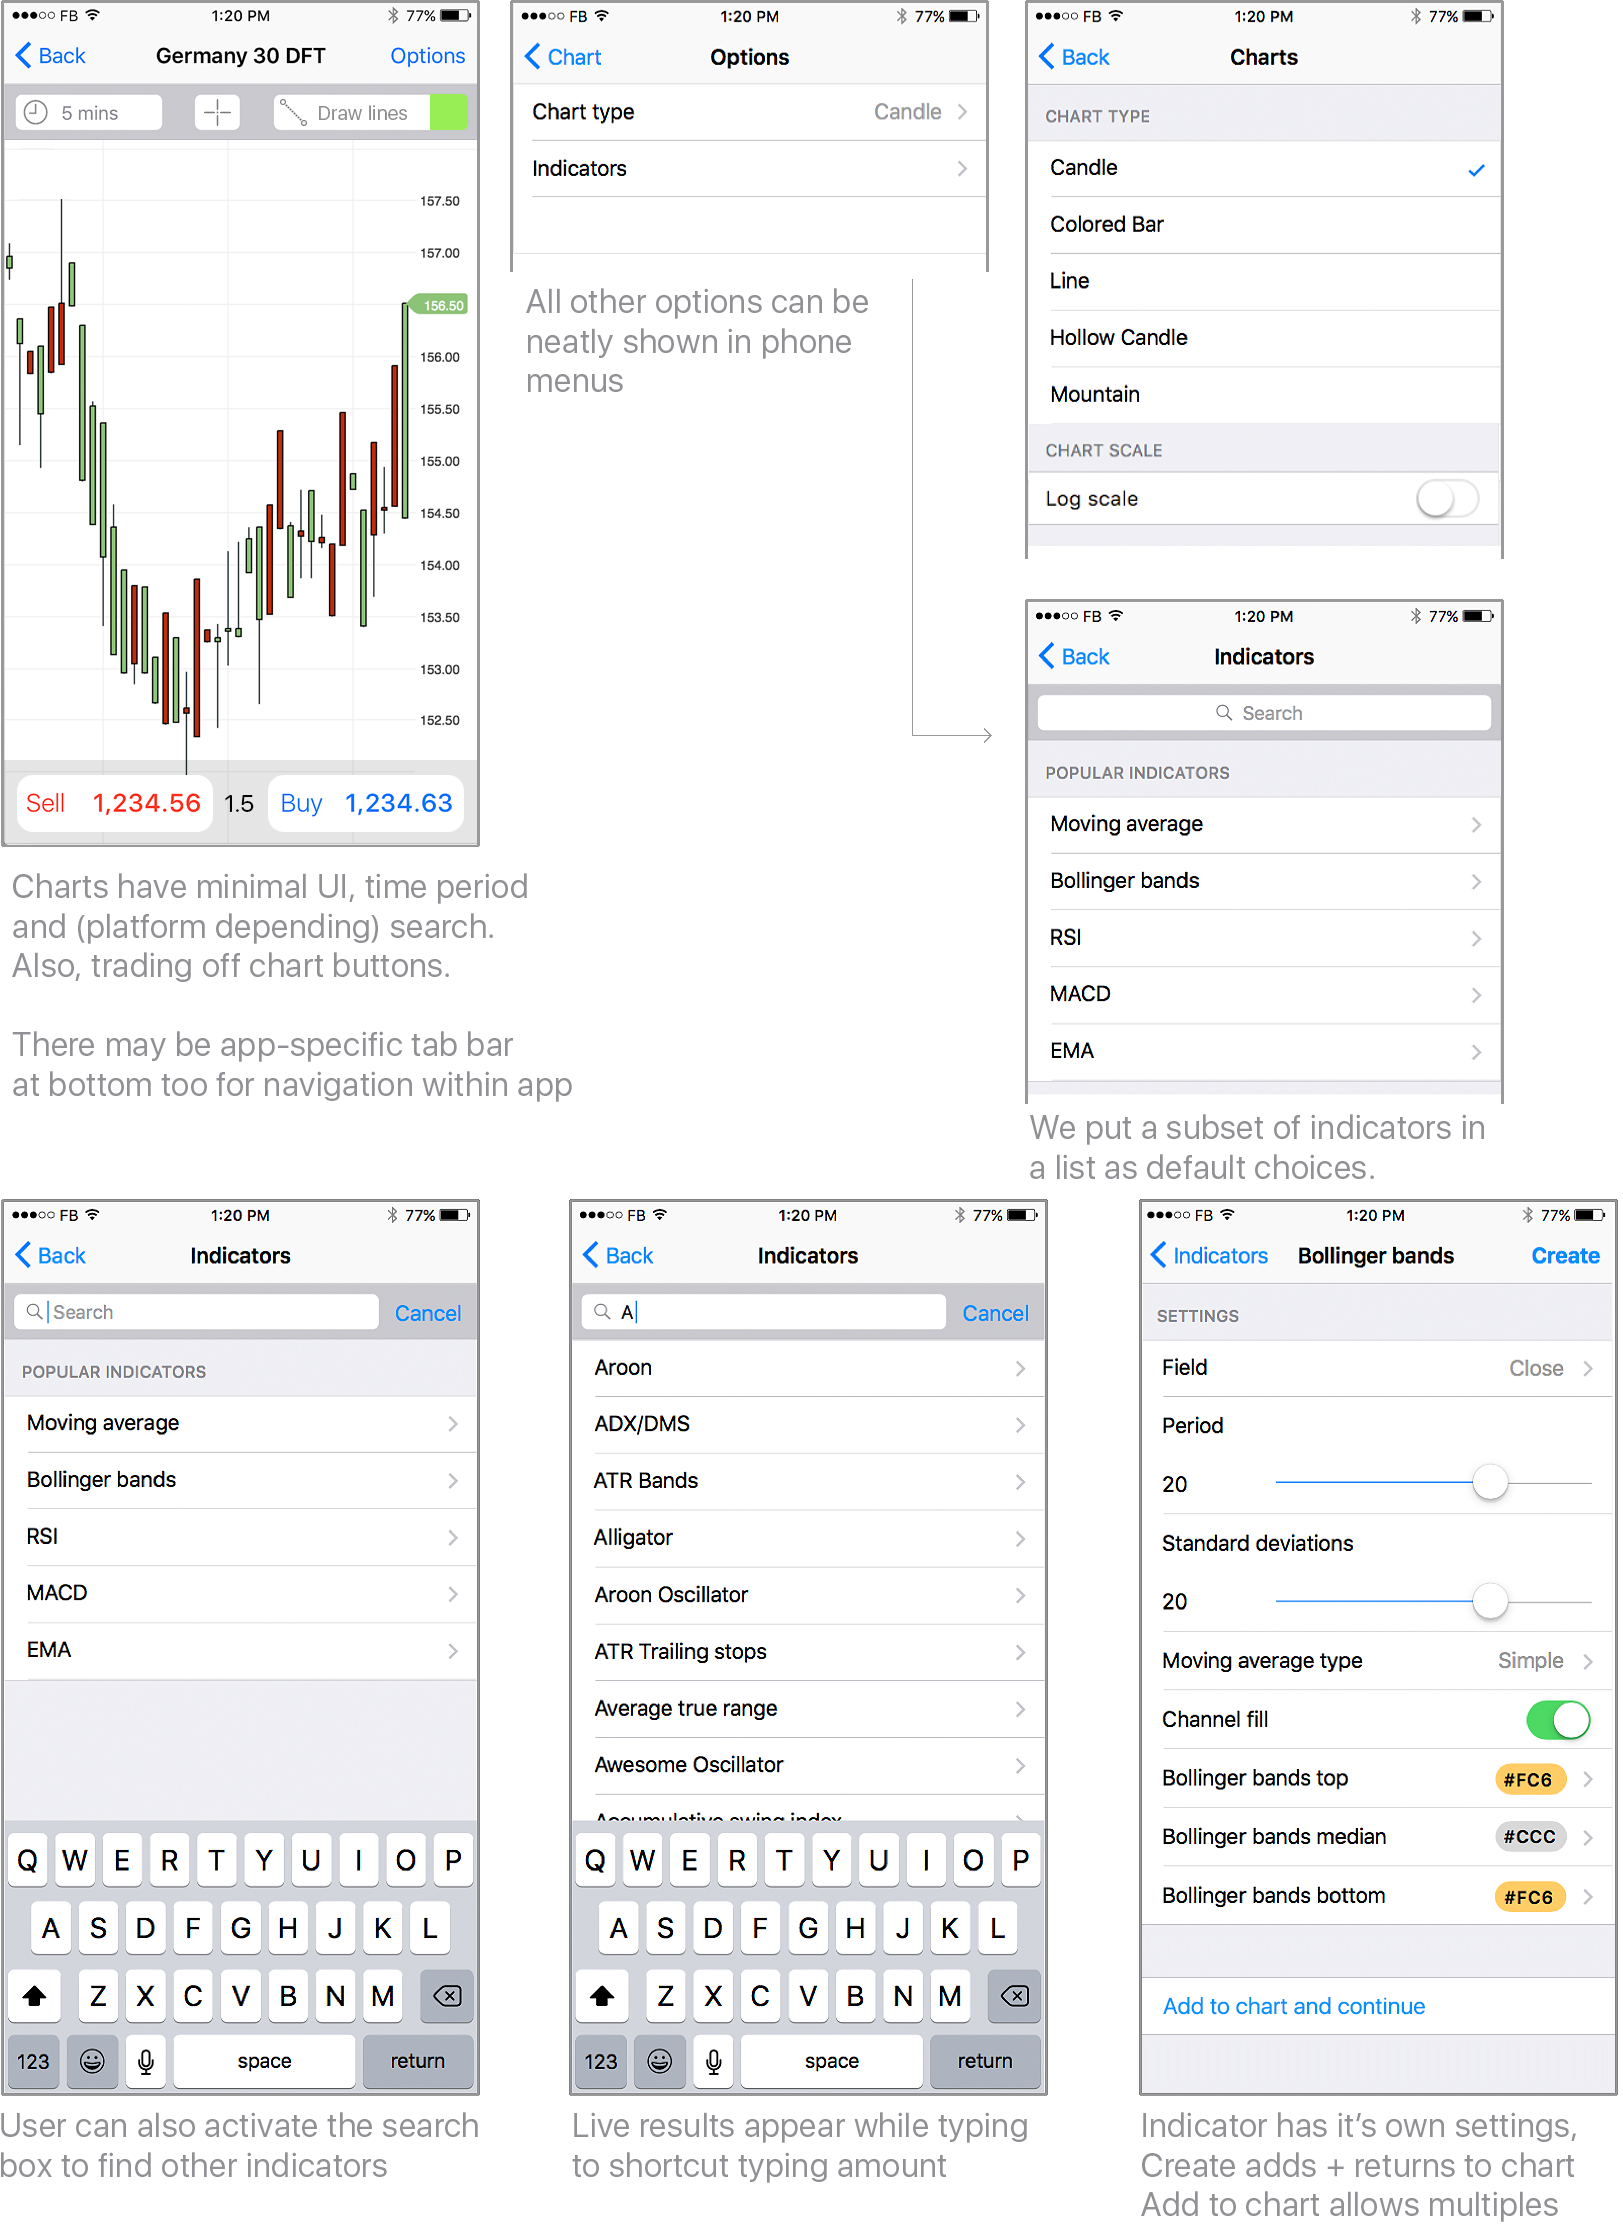 FB 1:20 PM 77%
Back Germany 30 DFT Options
5 mins Draw lines
157.50
157.00
156.50
156.00
155.50
155.00
154.50
154.00
153.50
153.00
152.50
Sell 1,234.56 1.5 Buy 1,234.63
Charts have minimal UI, time period
and (platform depending) search.
Also, trading off chart buttons.
There may be app-specific tab bar
at bottom too for navigation within app
FB 1:20 PM 77%
Chart Options
Chart type Candle
Indicators
All other options can be
neatly shown in phone
menus
FB 1:20 PM 77%
Back Charts
CHART TYPE
Candle
Colored Bar
Line
Hollow Candle
Mountain
CHART SCALE
Log scale
FB 1:20 PM 77%
Back Indicators
Search
POPULAR INDICATORS
Moving average
Bollinger bands
RSI
MACD
EMA
We put a subset of indicators in
a list as default choices.
FB 1:20 PM 77%
Back Indicators
Search Cancel
POPULAR INDICATORS
Moving average
Bollinger bands
RSI
MACD
EMA
Q W E R T Y U I O P
A S D F G H J K L
Z X C V B N M
123 space return
User can also activate the search
box to find other indicators
FB 1:20 PM 77%
Back Indicators
A Cancel
Aroon
ADX/DMS
ATR Bands
Alligator
Aroon Oscillator
ATR Trailing stops
Average true range
Awesome Oscillator
Accumulative swing index
Q W E R T Y U I O P
A S D F G H J K L
Z X C V B N M
123 space return
Live results appear while typing
to shortcut typing amount
FB 1:20 PM 77%
Indicators Bollinger bands Create
SETTINGS
Field Close
Period
20
Standard deviations
20
Moving average type Simple
Channel fill
Bollinger bands top #FC6
Bollinger bands median #CCC
Bollinger bands bottom #FC6
Add to chart and continue
Indicator has it's own settings,
Create adds + returns to chart
Add to chart allows multiples